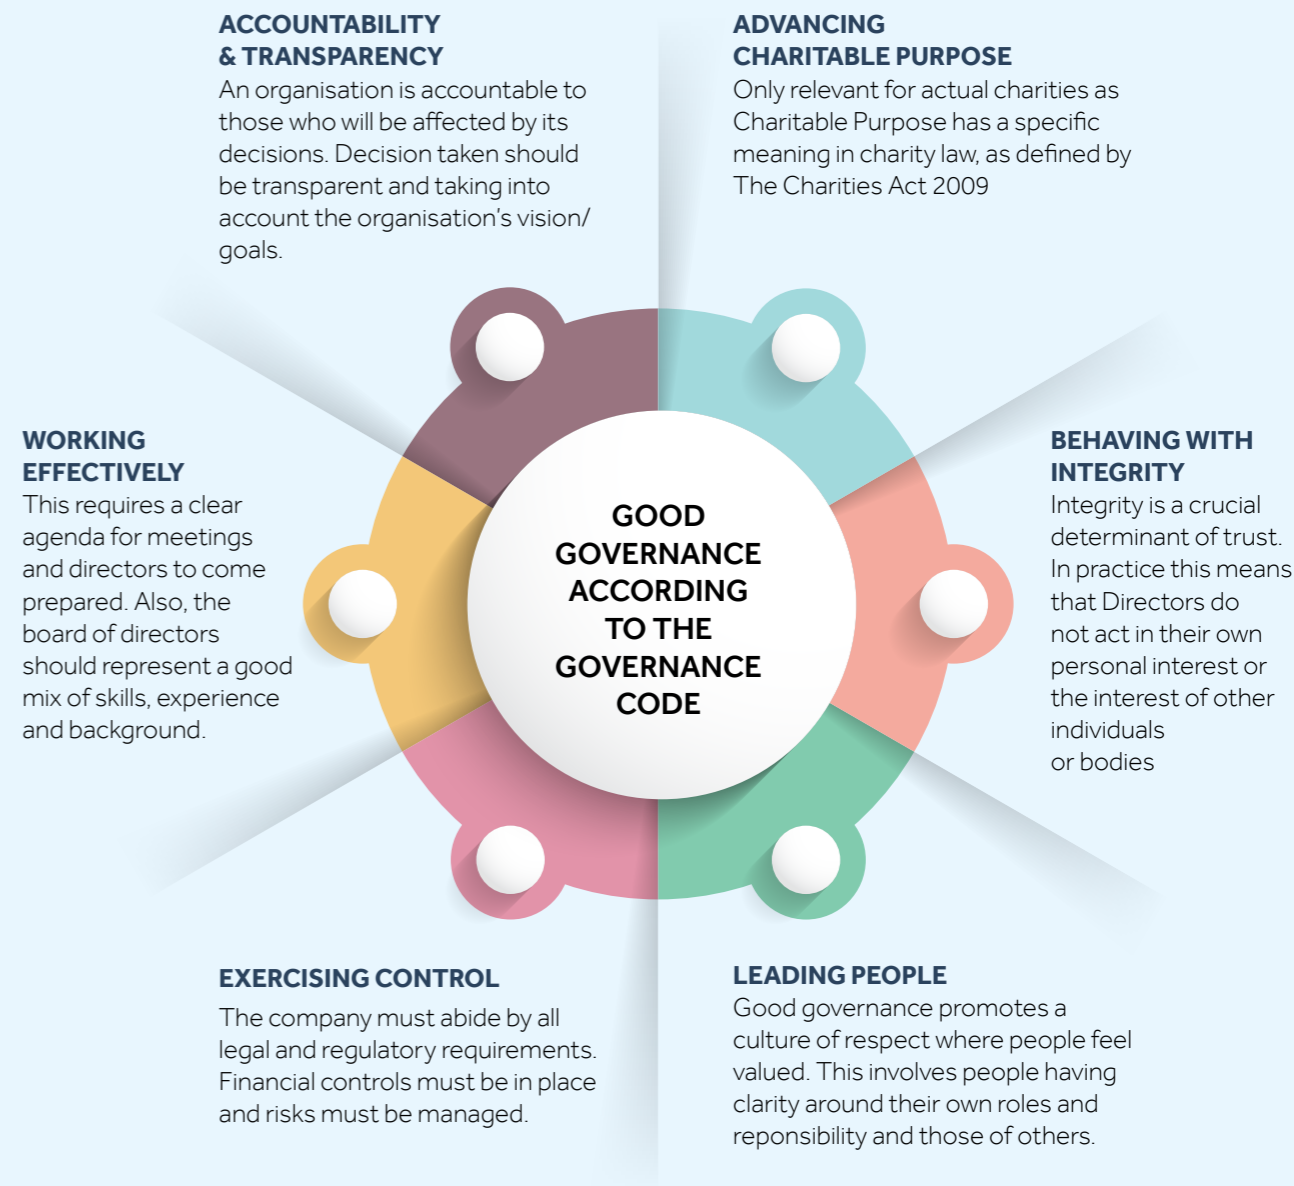 ACCOUNTABILITY
& TRANSPARENCY
An organisation is accountable to
those who will be affected by its
decisions. Decision taken should
be transparent and taking into
account the organisation's vision/
goals.
ADVANCING
CHARITABLE PURPOSE
Only relevant for actual charities as
Charitable Purpose has a specific
meaning in charity law, as defined by
The Charities Act 2009
WORKING
EFFECTIVELY
This requires a clear
agenda for meetings
and directors to come
prepared. Also, the
board of directors
should represent a good
mix of skills, experience
and background.
GOOD
GOVERNANCE
ACCORDING
TO THE
GOVERNANCE
CODE
BEHAVING WITH
INTEGRITY
Integrity is a crucial
determinant of trust.
In practice this means
that Directors do
not act in their own
personal interest or
the interest of other
individuals
or bodies
EXERCISING CONTROL
The company must abide by all
legal and regulatory requirements.
Financial controls must be in place
and risks must be managed.
LEADING PEOPLE
Good governance promotes a
culture of respect where people feel
valued. This involves people having
clarity around their own roles and
reponsibility and those of others.